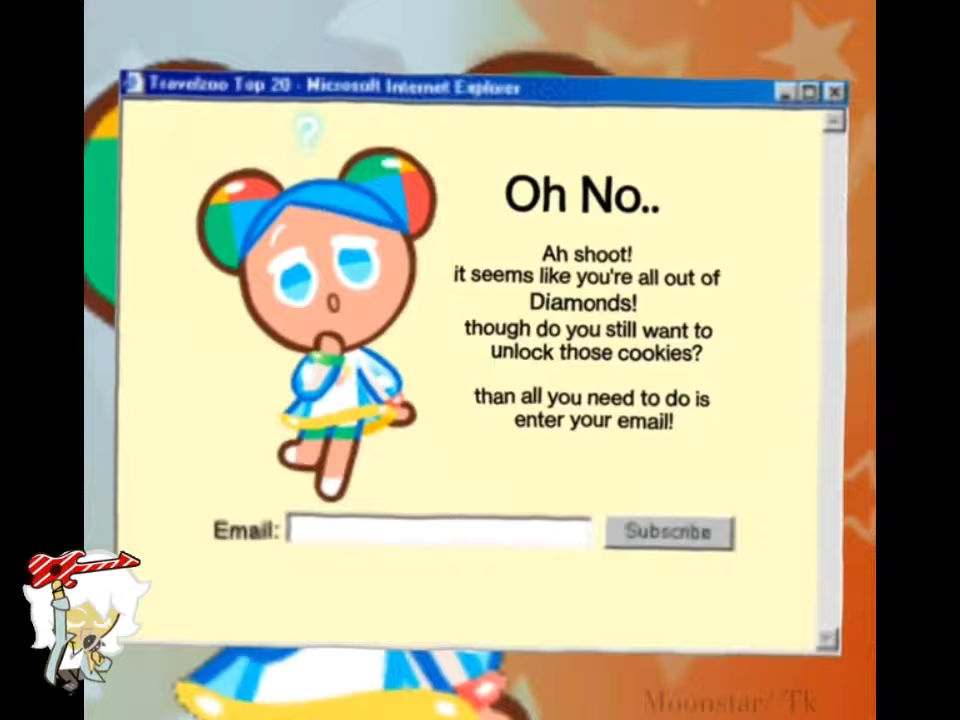 Travelzoo Top 20 - Microsoft Internet Explorer
?
Oh No..
Ah shoot!
it seems like you're all out of
Diamonds!
though do you still want to
unlock those cookies?
than all you need to do is
enter your email!
Email:
Subscribe
Moonstar//Tk